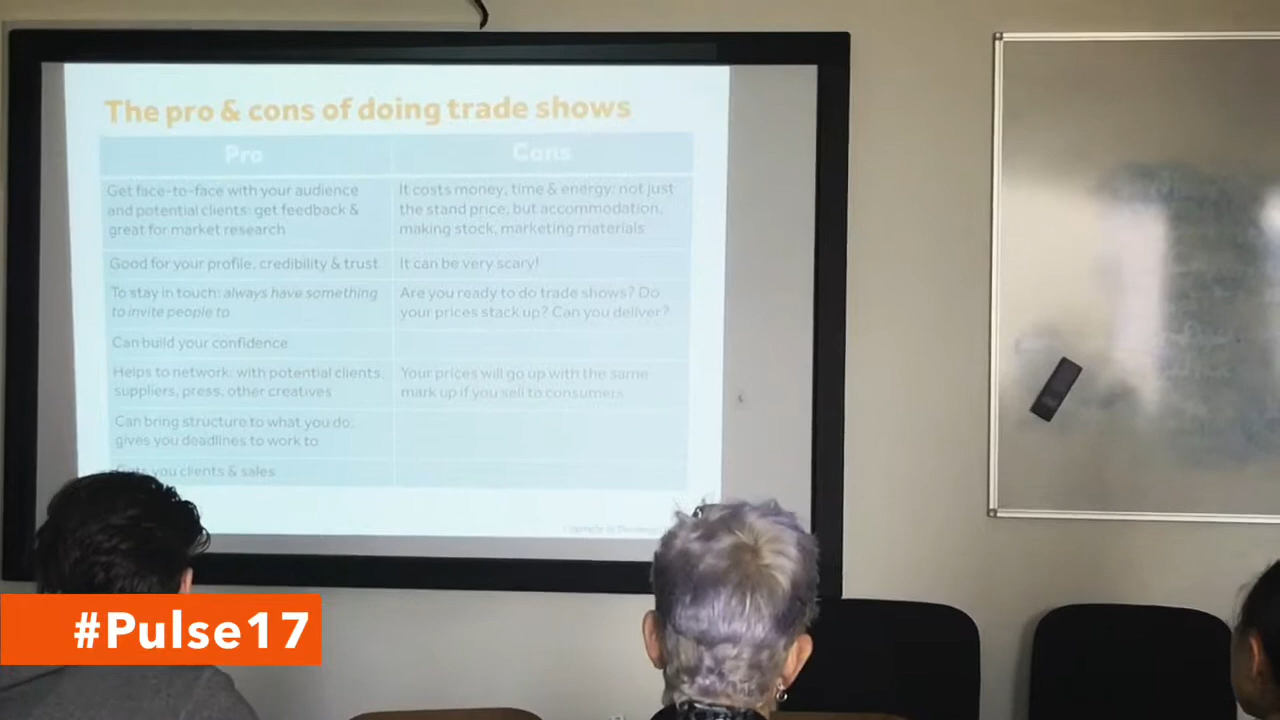 The pro & cons of doing trade shows
Pro
Cons
Get face-to-face with your audience
and potential clients: get feedback &
great for market research
It costs money, time & energy: not just
the stand price, but accommodation,
making stock, marketing materials
Good for your profile, credibility & trust
It can be very scary!
To stay in touch: always have something
to invite people to
Are you ready to do trade shows? Do
your prices stack up? Can you deliver?
Can build your confidence
Helps to network: with potential clients,
suppliers, press, other creatives
Your prices will go up with the same
mark up if you sell to consumers
Can bring structure to what you do:
gives you deadlines to work to
you clients & sales
#Pulse17